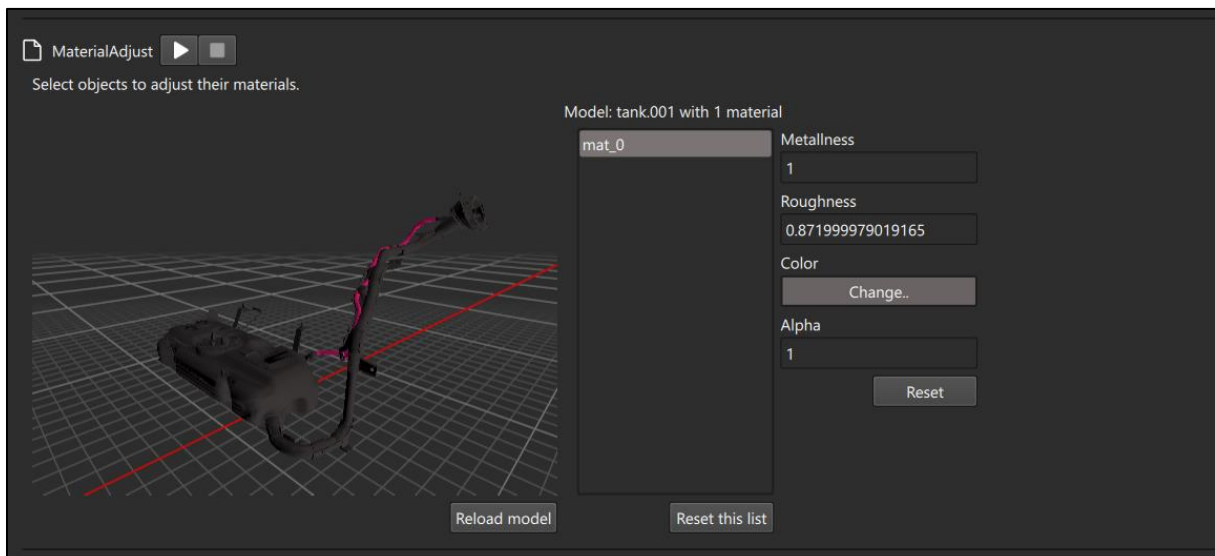 MaterialAdjust
Select objects to adjust their materials.
Model: tank.001 with 1 material
mat_0
Metallness
1
Roughness
0.871999979019165
Color
Change..
Alpha
1
Reset
Reload model
Reset this list